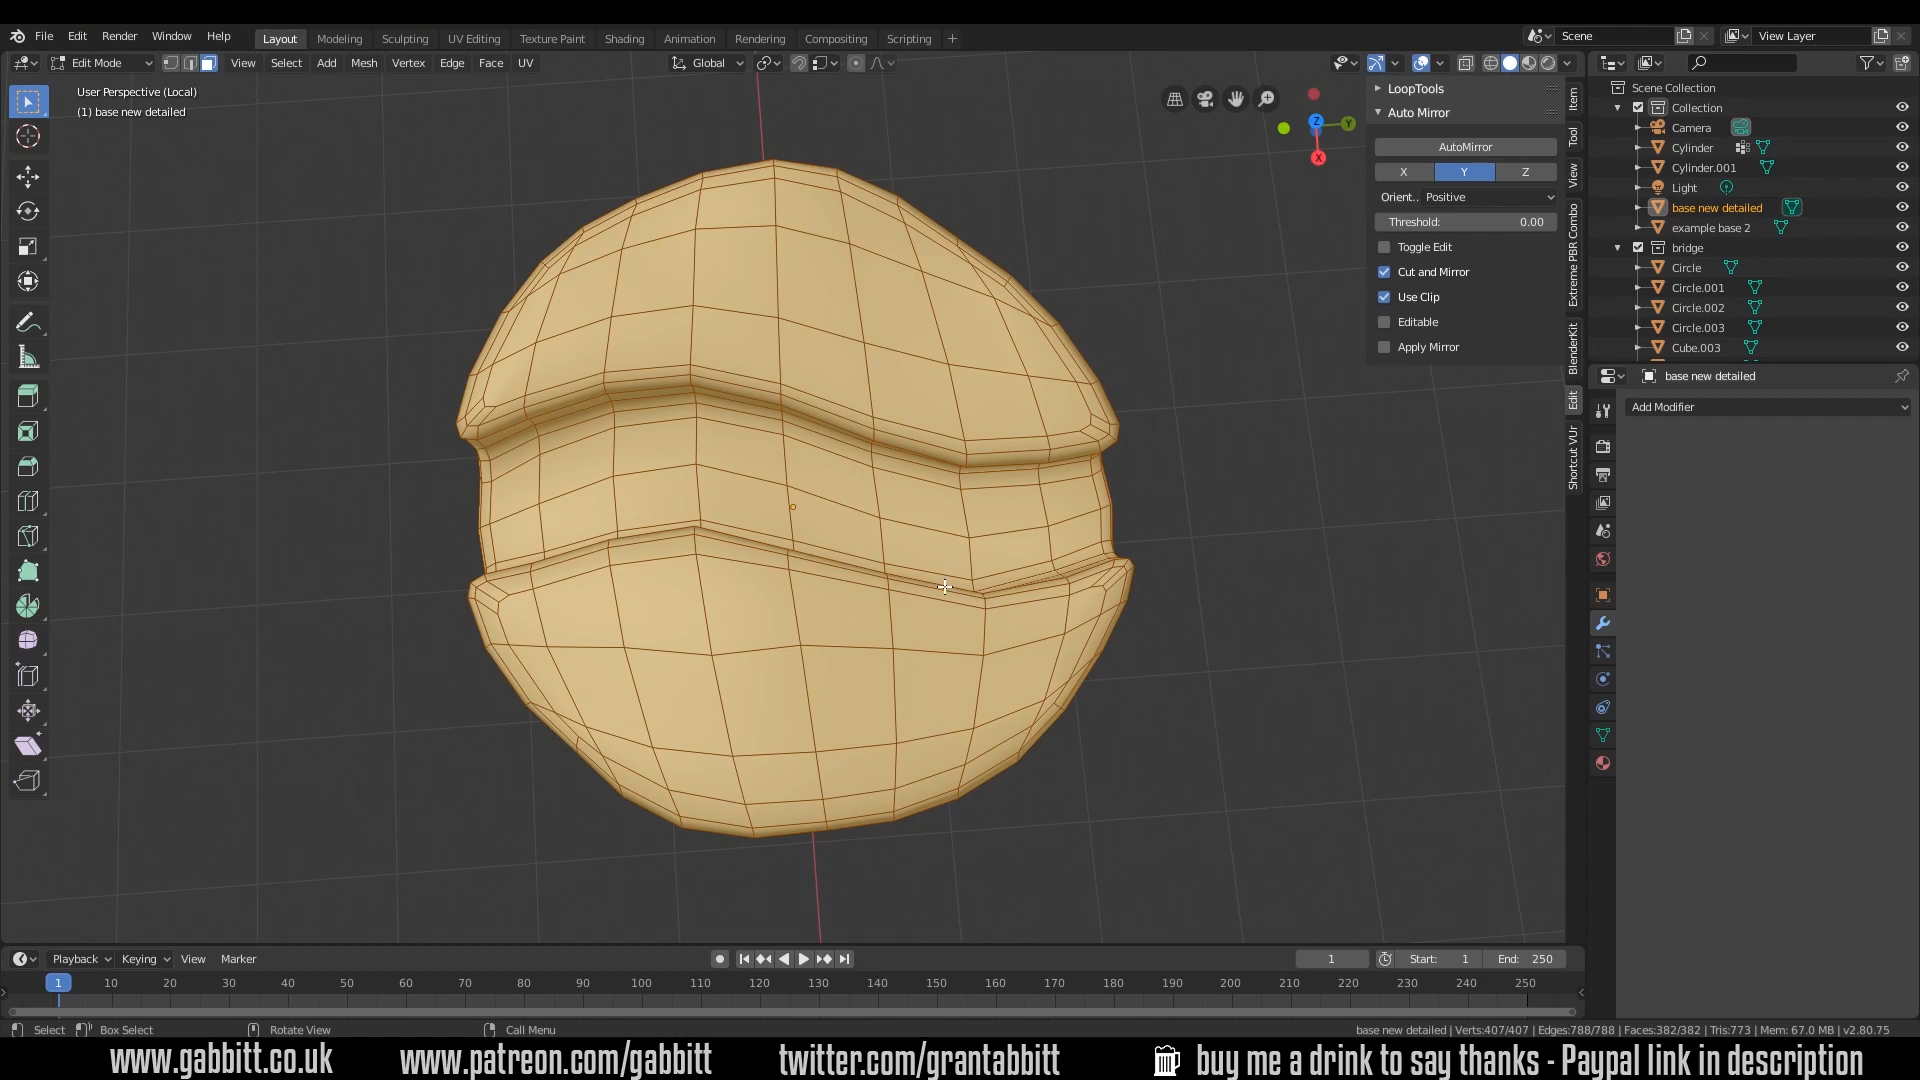 File Edit Render Window Help Layout Modeling Sculpting UV Editing Texture Paint Shading Animation Rendering Compositing Scripting + Scene View Layer
Edit Mode View Select Add Mesh Vertex Edge Face UV Global
User Perspective (Local)
(1) base new detailed
LoopTools
Auto Mirror
AutoMirror
X Y Z
Orient.. Positive
Threshold: 0.00
Toggle Edit
Cut and Mirror
Use Clip
Editable
Apply Mirror
Z
Y
X
Item
Tool
View
Extreme PBR Combo
BlenderKit
Edit
Shortcut VUr
Scene Collection
Collection
Camera
Cylinder
Cylinder.001
Light
base new detailed
example base 2
bridge
Circle
Circle.001
Circle.002
Circle.003
Cube.003
base new detailed
Add Modifier
Playback Keying View Marker 1 Start: 1 End: 250
1 10 20 30 40 50 60 70 80 90 100 110 120 130 140 150 160 170 180 190 200 210 220 230 240 250
Select Box Select Rotate View Call Menu base new detailed | Verts:407/407 | Edges:788/788 | Faces:382/382 | Tris:773 | Mem: 67.0 MB | v2.80.75
www.gabbitt.co.uk www.patreon.com/gabbitt twitter.com/grantabbitt buy me a drink to say thanks - Paypal link in description